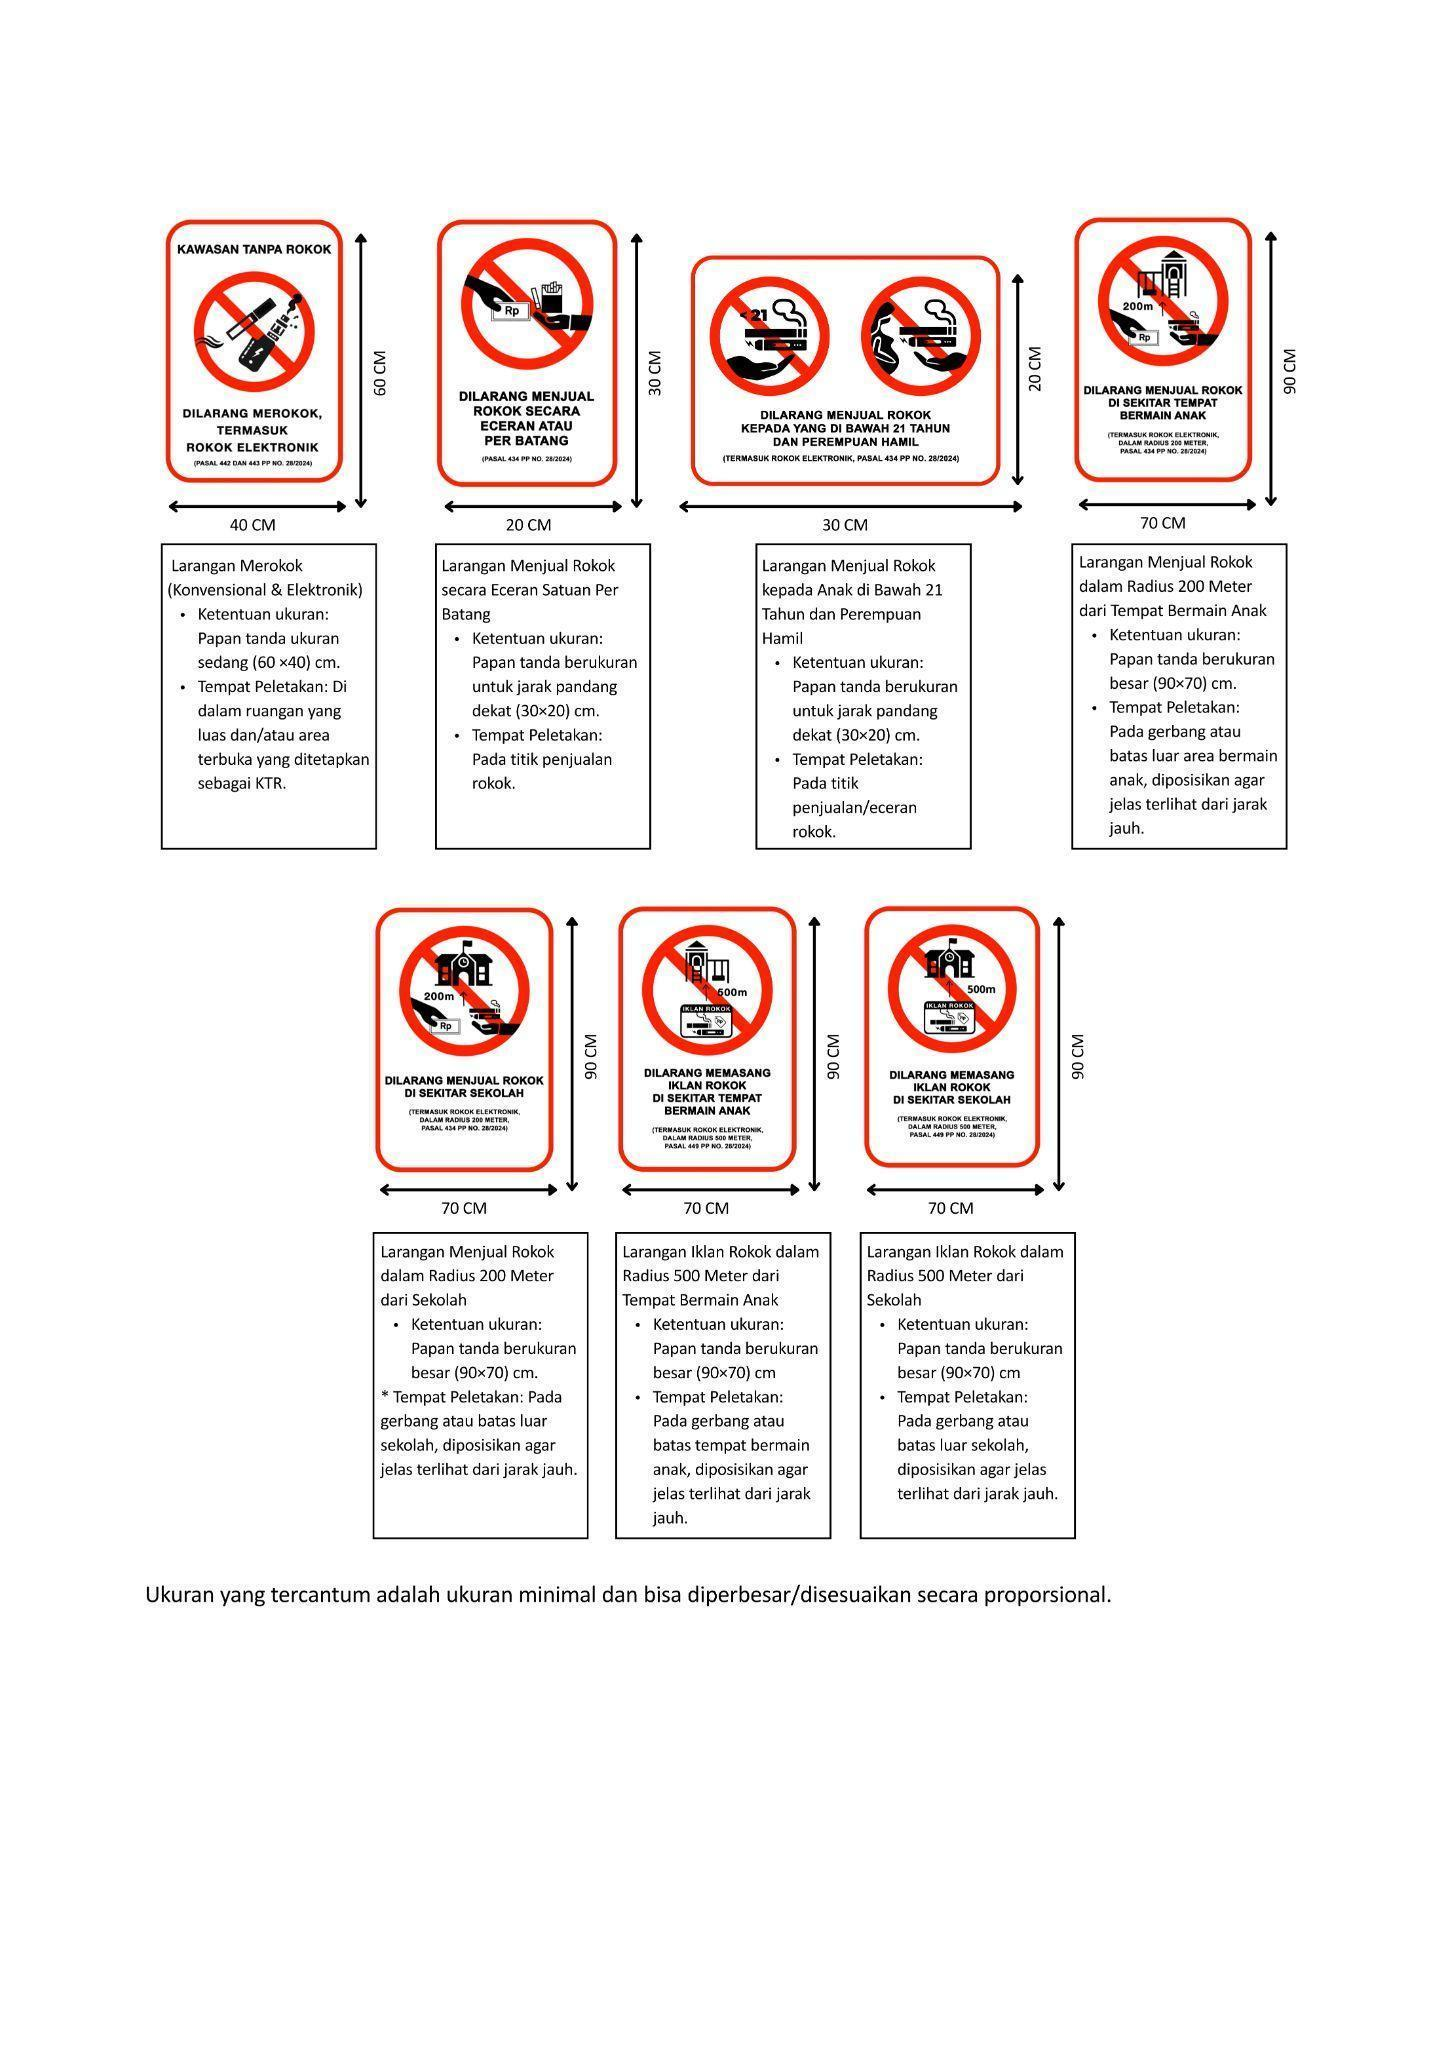 KAWASAN TANPA ROKOK
DILARANG MEROKOK,
TERMASUK
ROKOK ELEKTRONIK
(PASAL 442 DAN 443 PP NO. 28/2024)
60 CM
40 CM
Larangan Merokok
(Konvensional & Elektronik)
• Ketentuan ukuran:
Papan tanda ukuran
sedang (60 ×40) cm.
• Tempat Peletakan: Di
dalam ruangan yang
luas dan/atau area
terbuka yang ditetapkan
sebagai KTR.
Rp
DILARANG MENJUAL
ROKOK SECARA
ECERAN ATAU
PER BATANG
(PASAL 434 PP NO. 28/2024)
30 CM
20 CM
Larangan Menjual Rokok
secara Eceran Satuan Per
Batang
• Ketentuan ukuran:
Papan tanda berukuran
untuk jarak pandang
dekat (30×20) cm.
• Tempat Peletakan:
Pada titik penjualan
rokok.
< 21
DILARANG MENJUAL ROKOK
KEPADA YANG DI BAWAH 21 TAHUN
DAN PEREMPUAN HAMIL
(TERMASUK ROKOK ELEKTRONIK, PASAL 434 PP NO. 28/2024)
20 CM
30 CM
Larangan Menjual Rokok
kepada Anak di Bawah 21
Tahun dan Perempuan
Hamil
• Ketentuan ukuran:
Papan tanda berukuran
untuk jarak pandang
dekat (30×20) cm.
• Tempat Peletakan:
Pada titik
penjualan/eceran
rokok.
200m
Rp
DILARANG MENJUAL ROKOK
DI SEKITAR TEMPAT
BERMAIN ANAK
(TERMASUK ROKOK ELEKTRONIK,
DALAM RADIUS 200 METER,
PASAL 434 PP NO. 28/2024)
90 CM
70 CM
Larangan Menjual Rokok
dalam Radius 200 Meter
dari Tempat Bermain Anak
• Ketentuan ukuran:
Papan tanda berukuran
besar (90×70) cm.
• Tempat Peletakan:
Pada gerbang atau
batas luar area bermain
anak, diposisikan agar
jelas terlihat dari jarak
jauh.
200m
Rp
DILARANG MENJUAL ROKOK
DI SEKITAR SEKOLAH
(TERMASUK ROKOK ELEKTRONIK,
DALAM RADIUS 200 METER,
PASAL 434 PP NO. 28/2024)
90 CM
70 CM
Larangan Menjual Rokok
dalam Radius 200 Meter
dari Sekolah
• Ketentuan ukuran:
Papan tanda berukuran
besar (90×70) cm.
* Tempat Peletakan: Pada
gerbang atau batas luar
sekolah, diposisikan agar
jelas terlihat dari jarak jauh.
500m
IKLAN ROKOK
DILARANG MEMASANG
IKLAN ROKOK
DI SEKITAR TEMPAT
BERMAIN ANAK
(TERMASUK ROKOK ELEKTRONIK,
DALAM RADIUS 500 METER,
PASAL 449 PP NO. 28/2024)
90 CM
70 CM
Larangan Iklan Rokok dalam
Radius 500 Meter dari
Tempat Bermain Anak
• Ketentuan ukuran:
Papan tanda berukuran
besar (90×70) cm
• Tempat Peletakan:
Pada gerbang atau
batas tempat bermain
anak, diposisikan agar
jelas terlihat dari jarak
jauh.
500m
IKLAN ROKOK
DILARANG MEMASANG
IKLAN ROKOK
DI SEKITAR SEKOLAH
(TERMASUK ROKOK ELEKTRONIK,
DALAM RADIUS 500 METER,
PASAL 449 PP NO. 28/2024)
90 CM
70 CM
Larangan Iklan Rokok dalam
Radius 500 Meter dari
Sekolah
• Ketentuan ukuran:
Papan tanda berukuran
besar (90×70) cm
• Tempat Peletakan:
Pada gerbang atau
batas luar sekolah,
diposisikan agar jelas
terlihat dari jarak jauh.
Ukuran yang tercantum adalah ukuran minimal dan bisa diperbesar/disesuaikan secara proporsional.